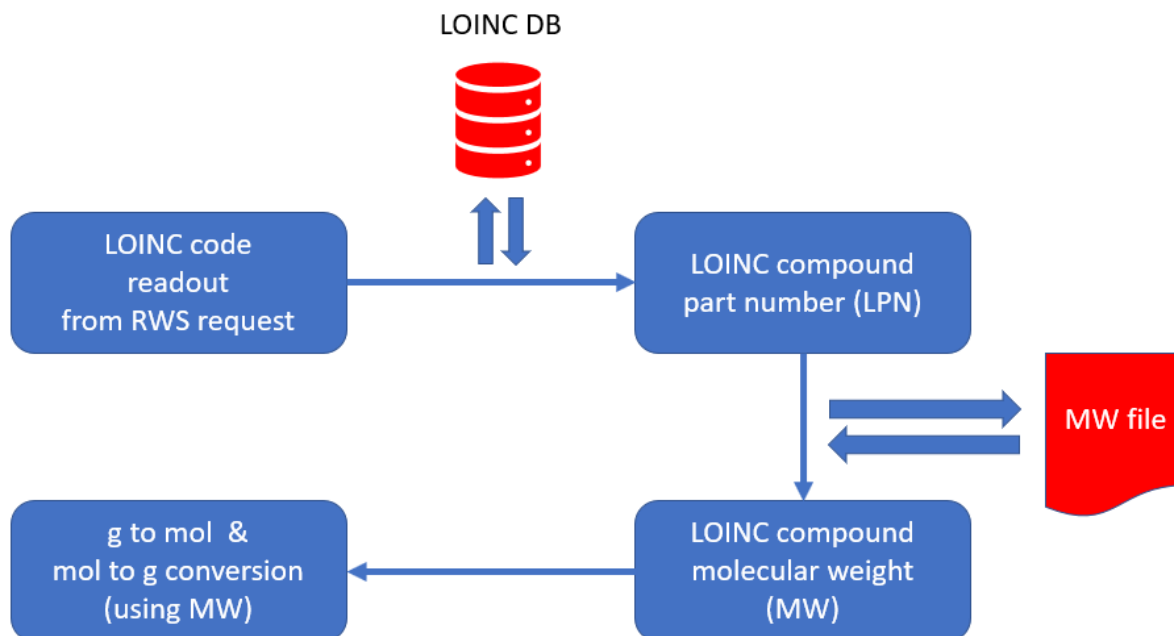 LOINC DB
LOINC code
readout
from RWS request
LOINC compound
part number (LPN)
MW file
LOINC compound
molecular weight
(MW)
g to mol  &
mol to g conversion
(using MW)